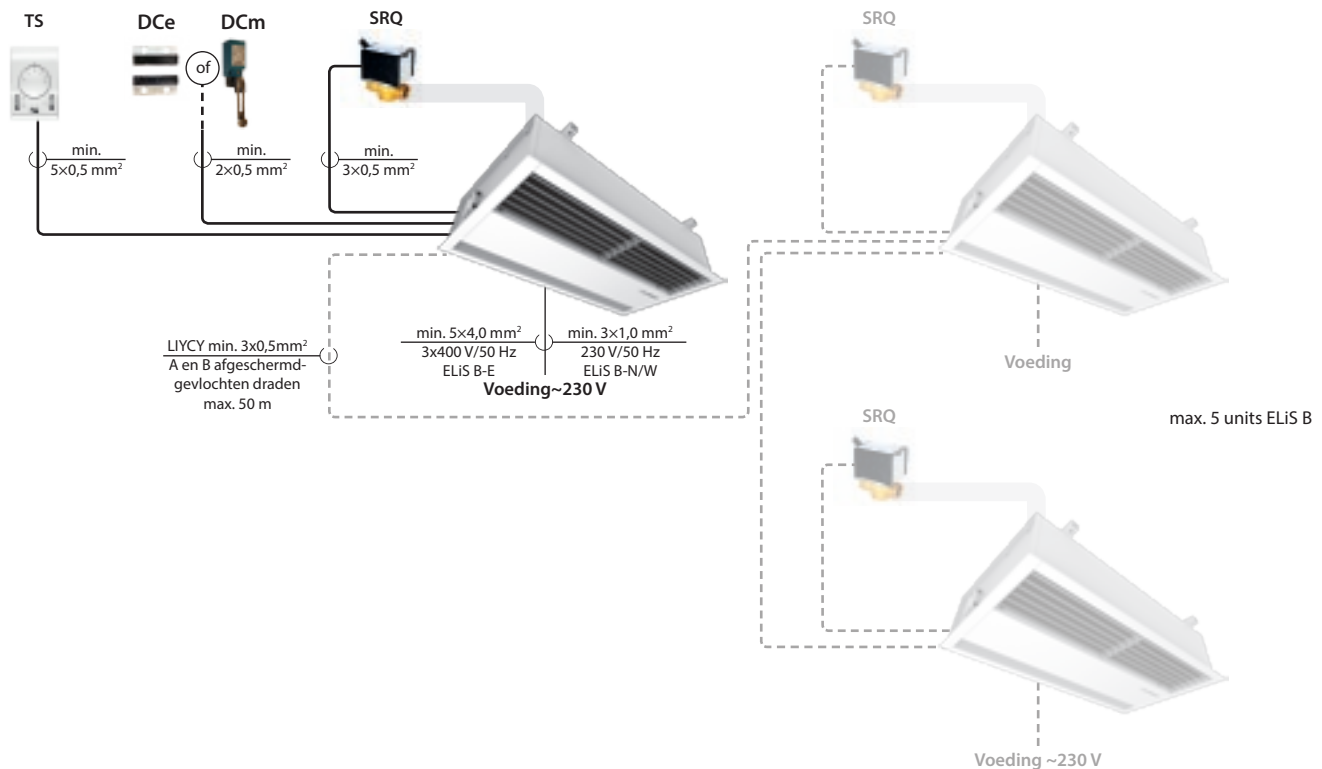 TS
DCe
DCm
SRQ
SRQ
of
min.
5×0,5 mm²
min.
2×0,5 mm²
min.
3×0,5 mm²
LIYCY min. 3x0,5mm²
A en B afgeschermd-
gevlochten draden
max. 50 m
min. 5×4,0 mm²
3x400 V/50 Hz
ELiS B-E
min. 3×1,0 mm²
230 V/50 Hz
ELiS B-N/W
Voeding~230 V
Voeding
SRQ
max. 5 units ELiS B
Voeding ~230 V